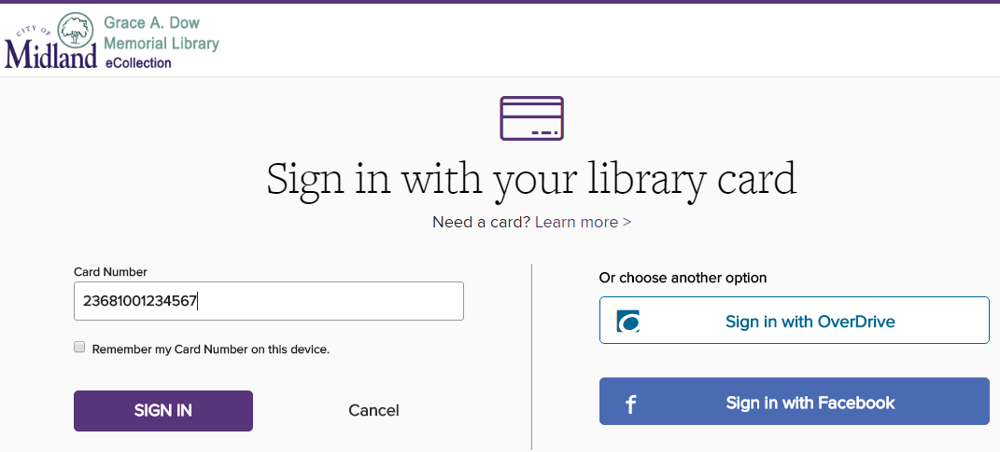 CITY OF
Midland
Grace A. Dow
Memorial Library
eCollection
Sign in with your library card
Need a card? Learn more >
Card Number
23681001234567
Remember my Card Number on this device.
SIGN IN
Cancel
Or choose another option
Sign in with OverDrive
f
Sign in with Facebook